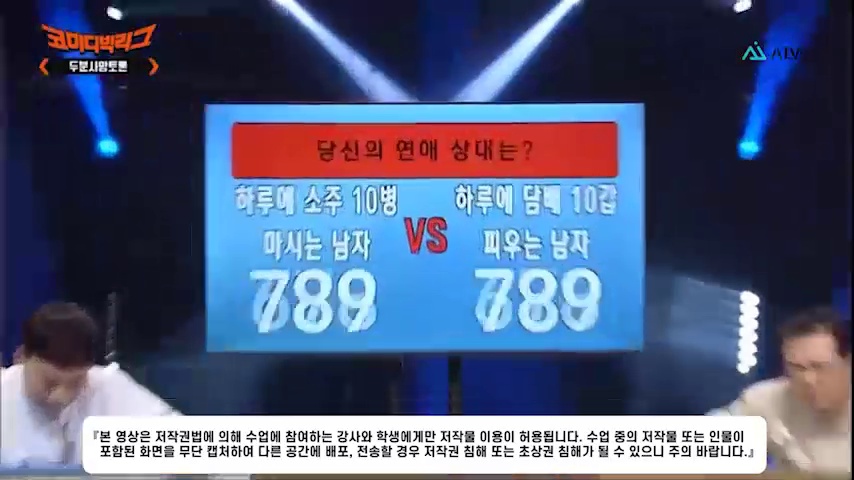 코미디빅리그
두분사망토론
당신의 연애 상대는?
하루에 소주 10병
마시는 남자
VS
하루에 담배 10갑
피우는 남자
789
789
『본 영상은 저작권법에 의해 수업에 참여하는 강사와 학생에게만 저작물 이용이 허용됩니다. 수업 중의 저작물 또는 인물이
포함된 화면을 무단 캡처하여 다른 공간에 배포, 전송할 경우 저작권 침해 또는 초상권 침해가 될 수 있으니 주의 바랍니다.』